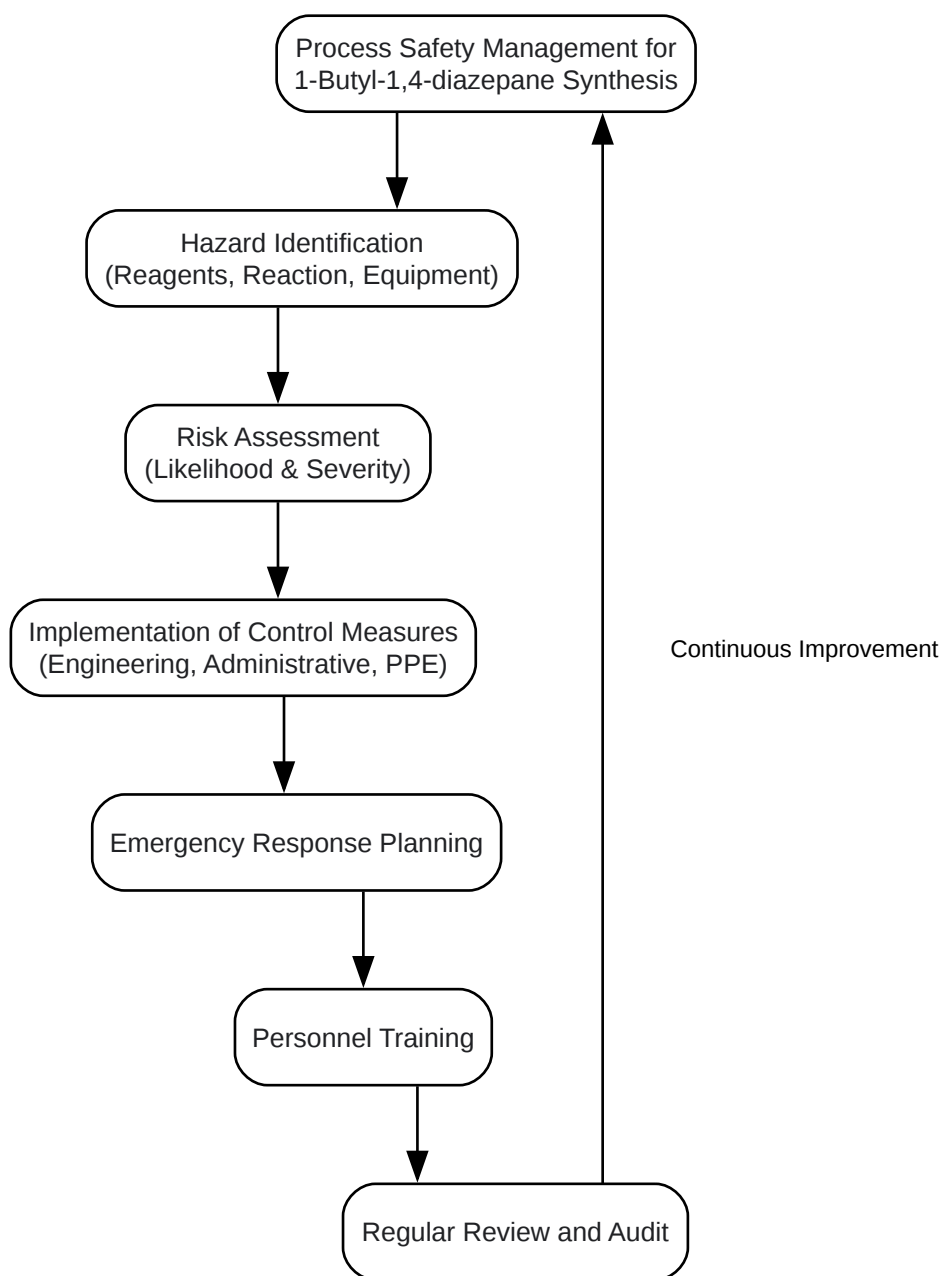 Process Safety Management for
1-Butyl-1,4-diazepane Synthesis
Hazard Identification
(Reagents, Reaction, Equipment)
Risk Assessment
(Likelihood & Severity)
Implementation of Control Measures
(Engineering, Administrative, PPE)
Continuous Improvement
Emergency Response Planning
Personnel Training
Regular Review and Audit